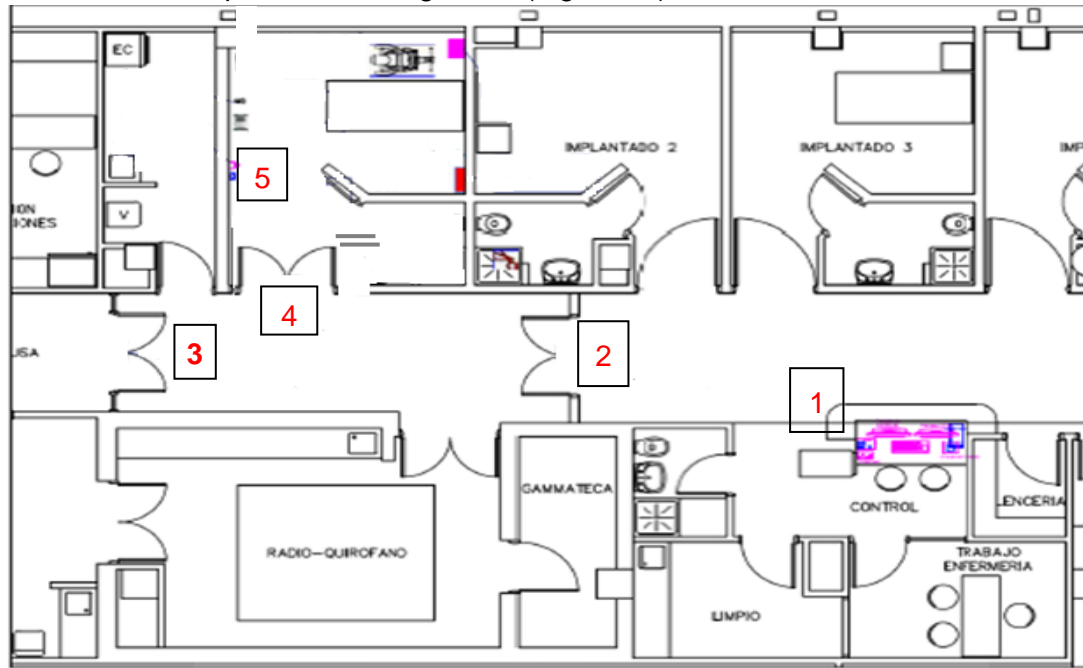 EC
IMPLANTADO 2
IMPLANTADO 3
5
V
ION
IONES
4
3
2
USA
1
GAMMATECA
CONTROL
LENCERIA
RADIO-QUIROFANO
TRABAJO
ENFERMERIA
LIMPIO